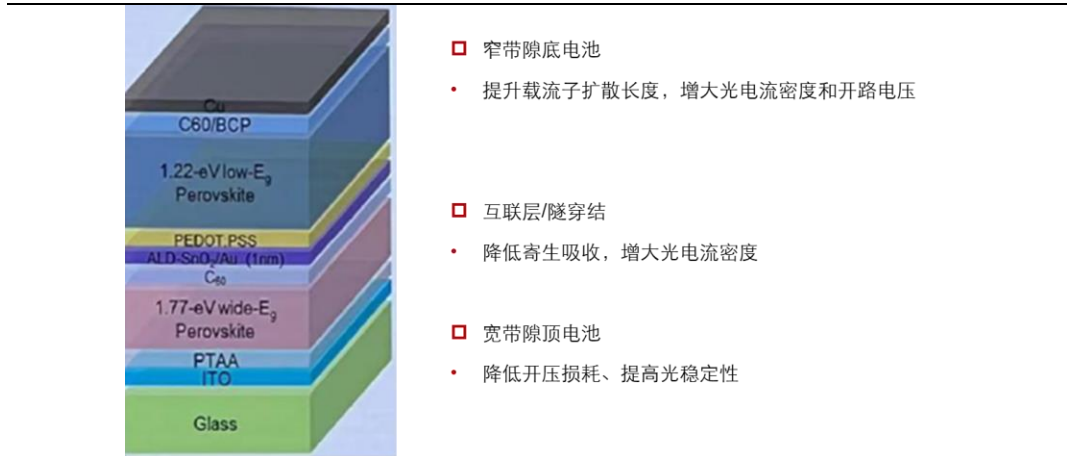 Cu
C60/BCP
1.22-eV low-Eg
Perovskite
PEDOT:PSS
ALD-SnO2/Au (1nm)
C60
1.77-eV wide-Eg
Perovskite
PTAA
ITO
Glass
窄带隙底电池
• 提升载流子扩散长度，增大光电流密度和开路电压
互联层/隧穿结
• 降低寄生吸收，增大光电流密度
宽带隙顶电池
• 降低开压损耗、提高光稳定性